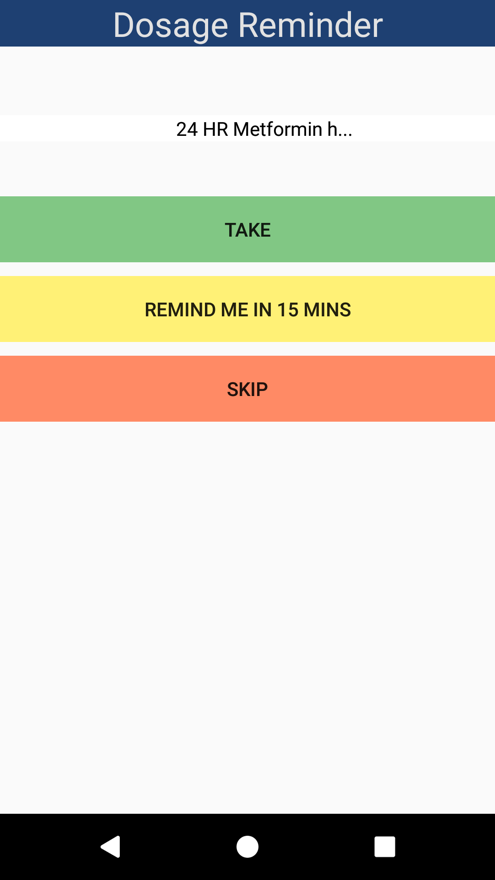 Dosage Reminder
24 HR Metformin h...
TAKE
REMIND ME IN 15 MINS
SKIP